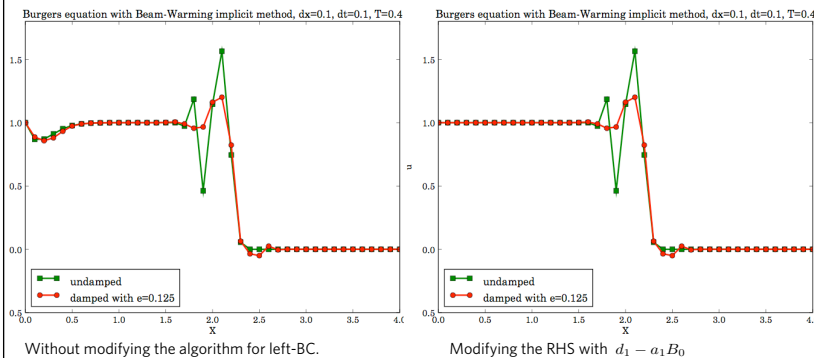 Burgers equation with Beam-Warming implicit method, dx=0.1, dt=0.1, T=0.4
1.5
1.0
0.5
0.0
0.5
0.0 0.5 1.0 1.5 2.0 2.5 3.0 3.5 4.0
X
undamped
damped with e=0.125
Without modifying the algorithm for left-BC.
Burgers equation with Beam-Warming implicit method, dx=0.1, dt=0.1, T=0.4
u
1.5
1.0
0.5
0.0
0.5
0.0 0.5 1.0 1.5 2.0 2.5 3.0 3.5 4.
X
undamped
damped with e=0.125
Modifying the RHS with d₁ − a₁B₀